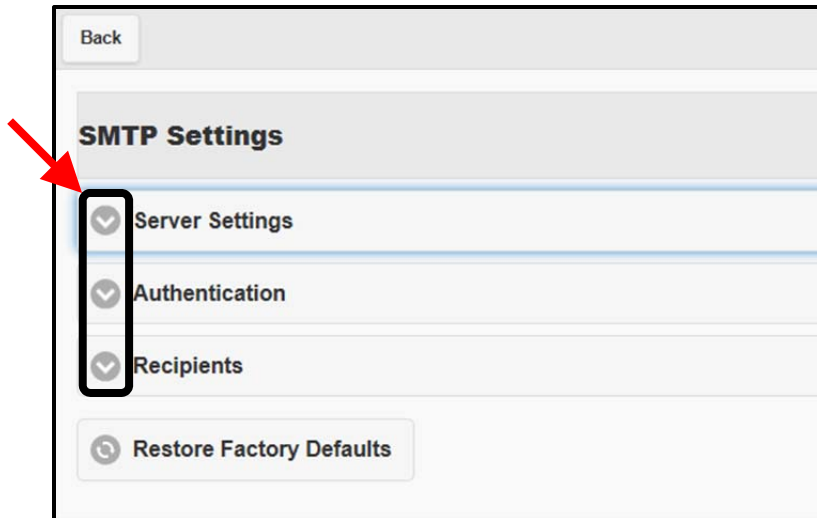 Back
SMTP Settings
Server Settings
Authentication
Recipients
Restore Factory Defaults